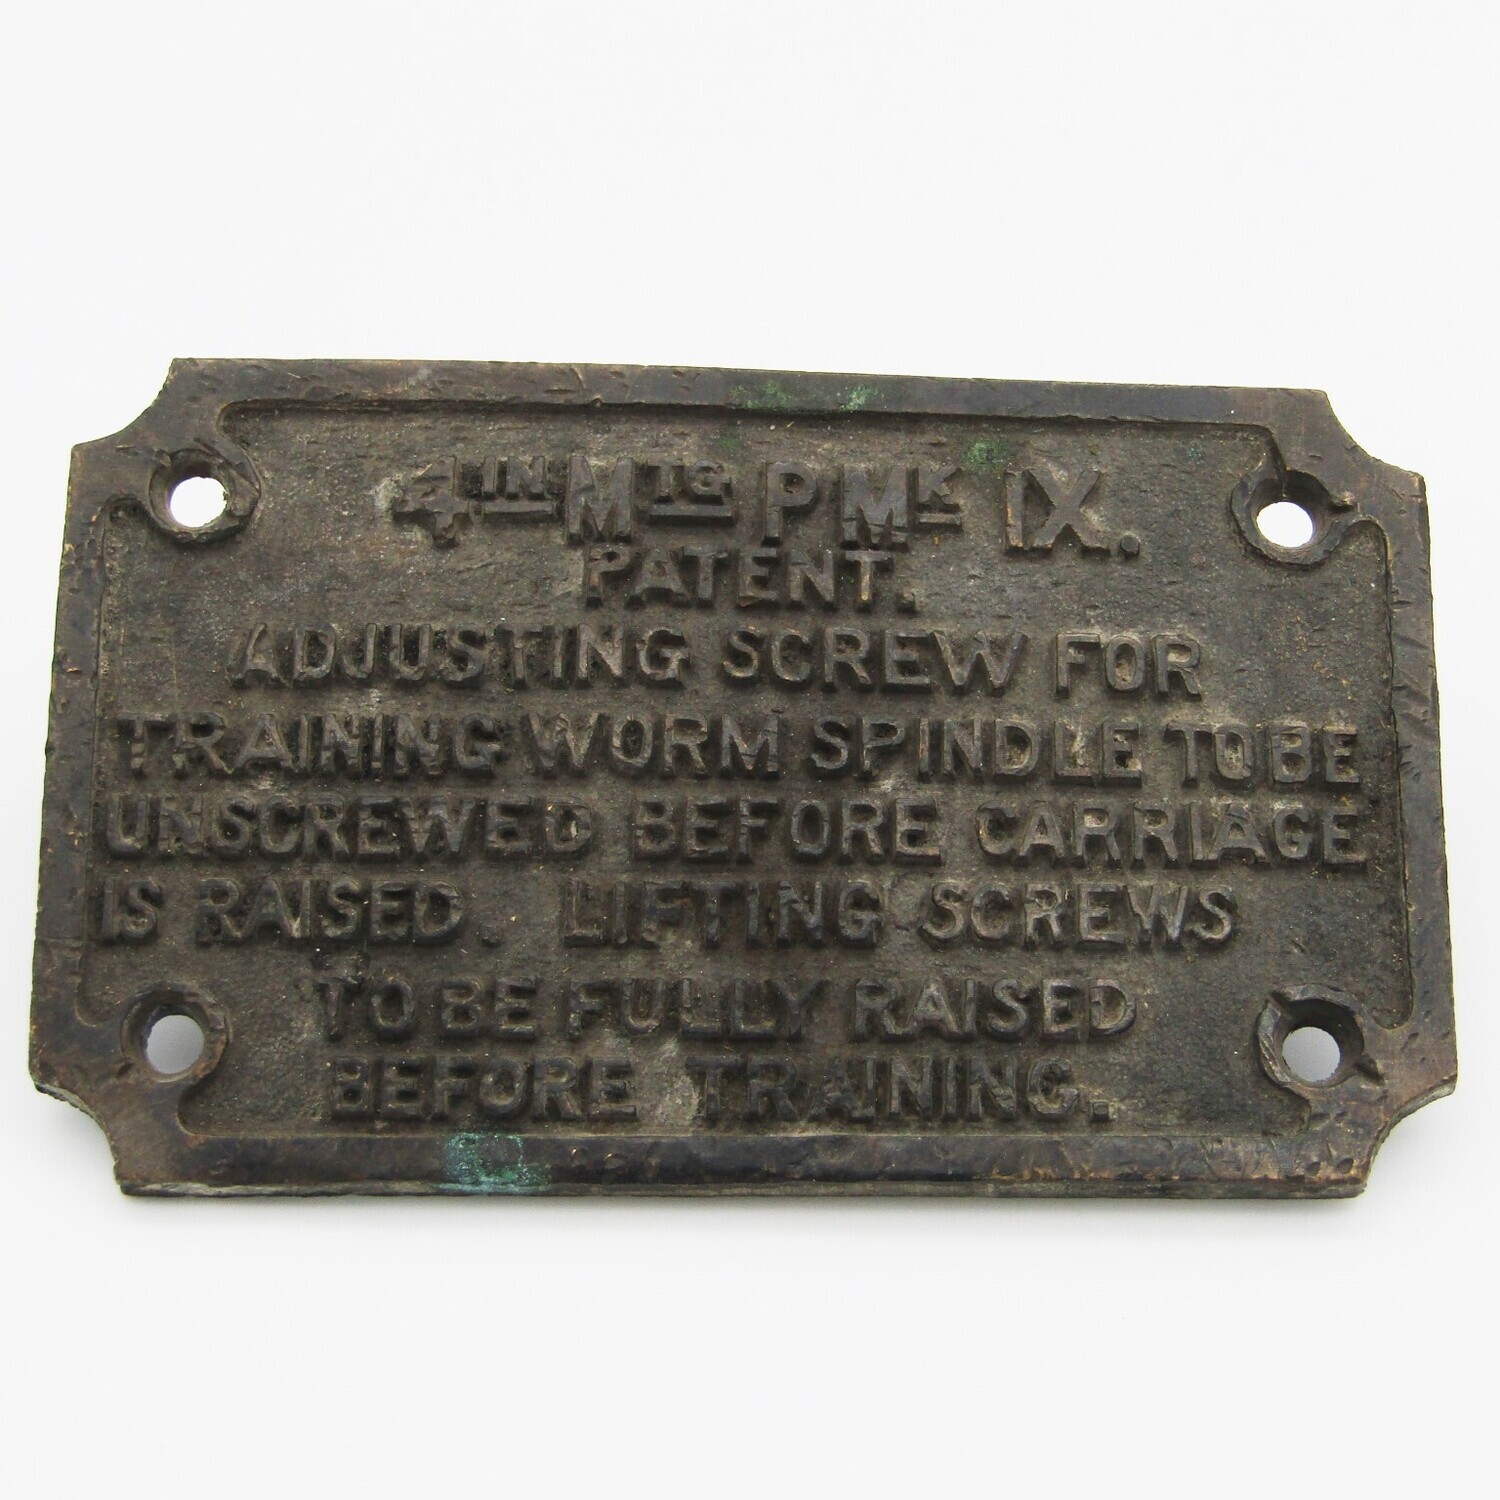 4IN MTG P MK IX.
PATENT.
ADJUSTING SCREW FOR
TRAINING WORM SPINDLE TO BE
UNSCREWED BEFORE CARRIAGE
IS RAISED. LIFTING SCREWS
TO BE FULLY RAISED
BEFORE TRAINING.